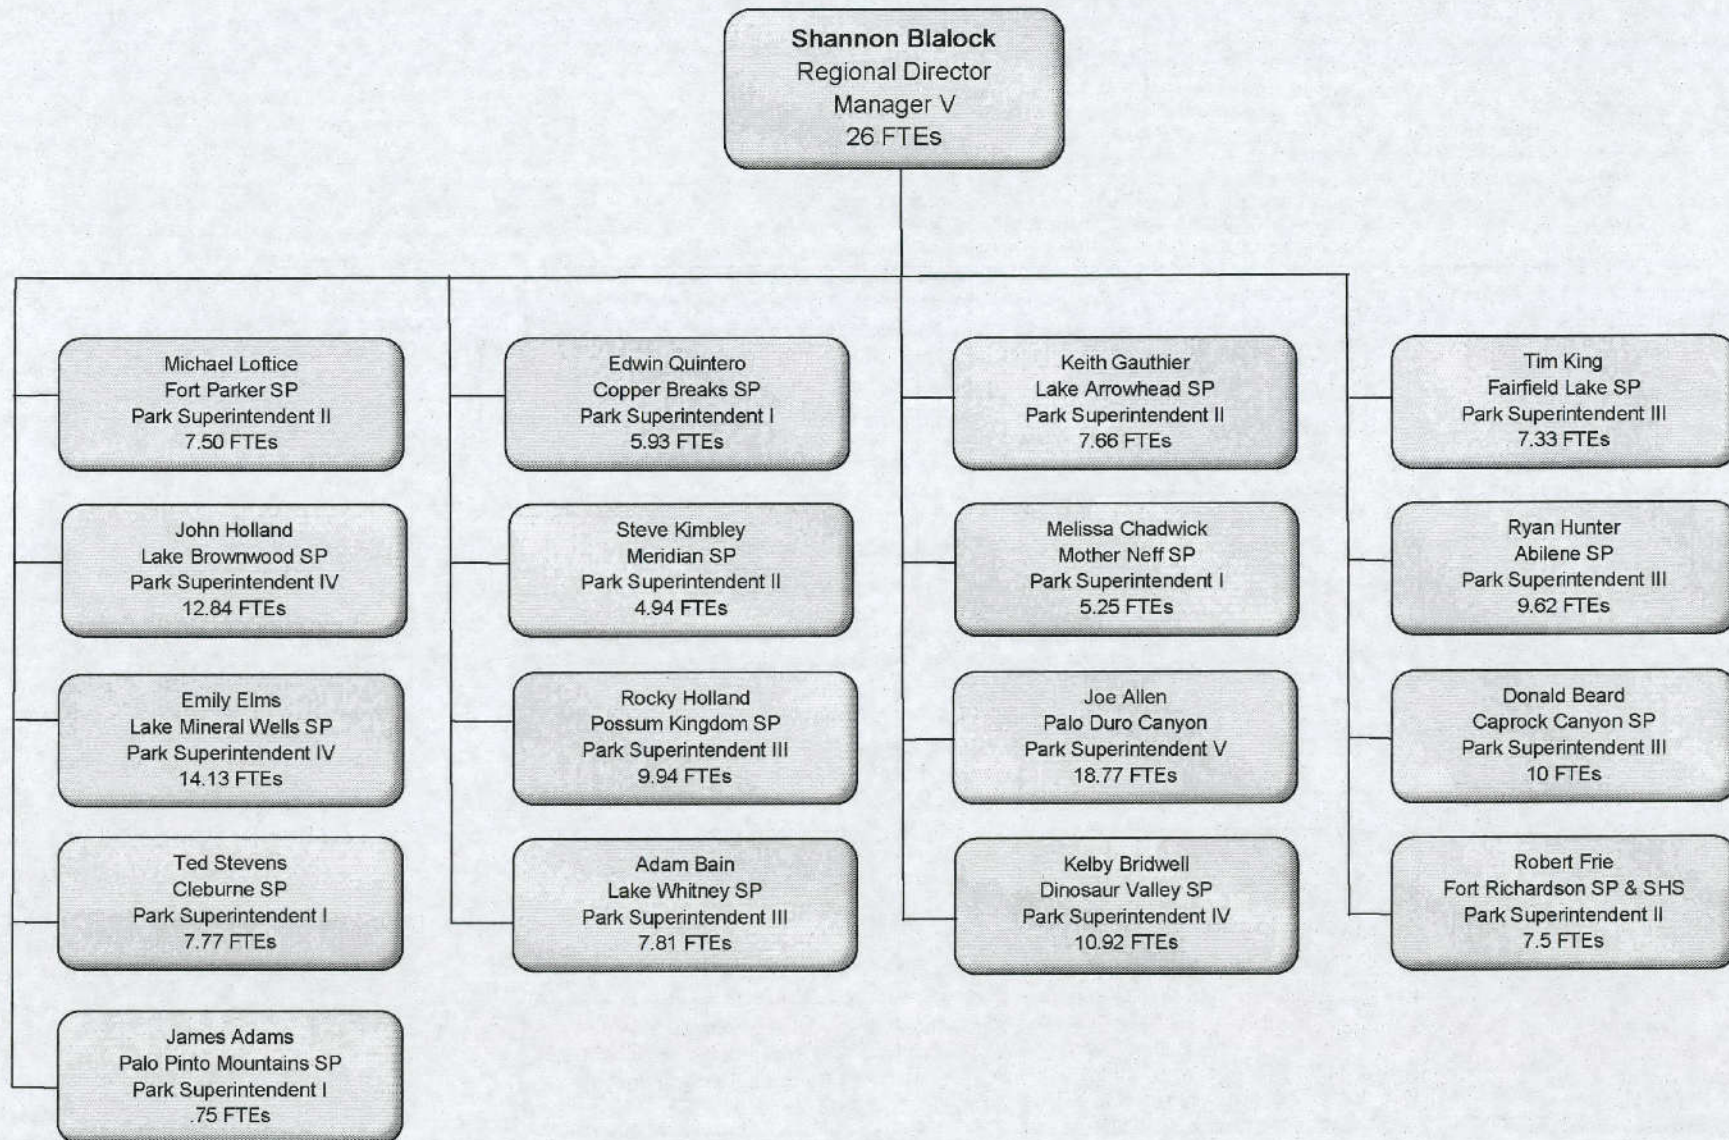 Shannon Blalock
Regional Director
Manager V
26 FTEs
Michael Loftice
Fort Parker SP
Park Superintendent II
7.50 FTEs
John Holland
Lake Brownwood SP
Park Superintendent IV
12.84 FTEs
Emily Elms
Lake Mineral Wells SP
Park Superintendent IV
14.13 FTEs
Ted Stevens
Cleburne SP
Park Superintendent I
7.77 FTEs
James Adams
Palo Pinto Mountains SP
Park Superintendent I
.75 FTEs
Edwin Quintero
Copper Breaks SP
Park Superintendent I
5.93 FTEs
Steve Kimbley
Meridian SP
Park Superintendent II
4.94 FTEs
Rocky Holland
Possum Kingdom SP
Park Superintendent III
9.94 FTEs
Adam Bain
Lake Whitney SP
Park Superintendent III
7.81 FTEs
Keith Gauthier
Lake Arrowhead SP
Park Superintendent II
7.66 FTEs
Melissa Chadwick
Mother Neff SP
Park Superintendent I
5.25 FTEs
Joe Allen
Palo Duro Canyon
Park Superintendent V
18.77 FTEs
Kelby Bridwell
Dinosaur Valley SP
Park Superintendent IV
10.92 FTEs
Tim King
Fairfield Lake SP
Park Superintendent III
7.33 FTEs
Ryan Hunter
Abilene SP
Park Superintendent III
9.62 FTEs
Donald Beard
Caprock Canyon SP
Park Superintendent III
10 FTEs
Robert Frie
Fort Richardson SP & SHS
Park Superintendent II
7.5 FTEs